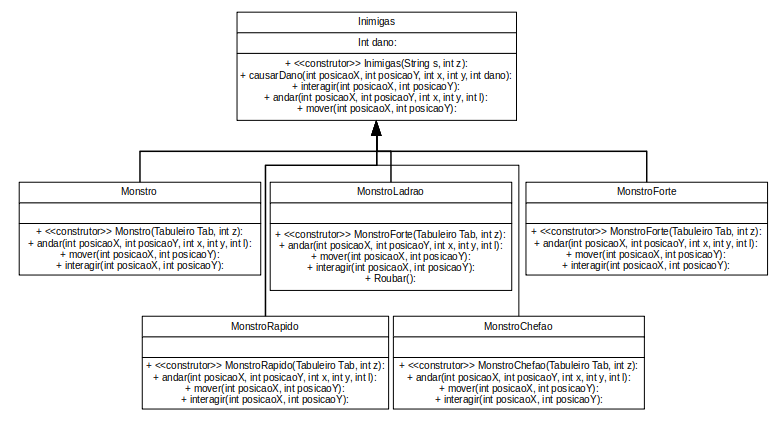 Inimigas
Int dano:
+ <<construtor>> Inimigas(String s, int z):
+ causarDano(int posicaoX, int posicaoY, int x, int y, int dano):
+ interagir(int posicaoX, int posicaoY):
+ andar(int posicaoX, int posicaoY, int x, int y, int l):
+ mover(int posicaoX, int posicaoY):
Monstro
+ <<construtor>> Monstro(Tabuleiro Tab, int z):
+ andar(int posicaoX, int posicaoY, int x, int y, int l):
+ mover(int posicaoX, int posicaoY):
+ interagir(int posicaoX, int posicaoY):
MonstroLadrao
+ <<construtor>> MonstroForte(Tabuleiro Tab, int z):
+ andar(int posicaoX, int posicaoY, int x, int y, int l):
+ mover(int posicaoX, int posicaoY):
+ interagir(int posicaoX, int posicaoY):
+ Roubar():
MonstroForte
+ <<construtor>> MonstroForte(Tabuleiro Tab, int z):
+ andar(int posicaoX, int posicaoY, int x, int y, int l):
+ mover(int posicaoX, int posicaoY):
+ interagir(int posicaoX, int posicaoY):
MonstroRapido
+ <<construtor>> MonstroRapido(Tabuleiro Tab, int z):
+ andar(int posicaoX, int posicaoY, int x, int y, int l):
+ mover(int posicaoX, int posicaoY):
+ interagir(int posicaoX, int posicaoY):
MonstroChefao
+ <<construtor>> MonstroChefao(Tabuleiro Tab, int z):
+ andar(int posicaoX, int posicaoY, int x, int y, int l):
+ mover(int posicaoX, int posicaoY):
+ interagir(int posicaoX, int posicaoY):